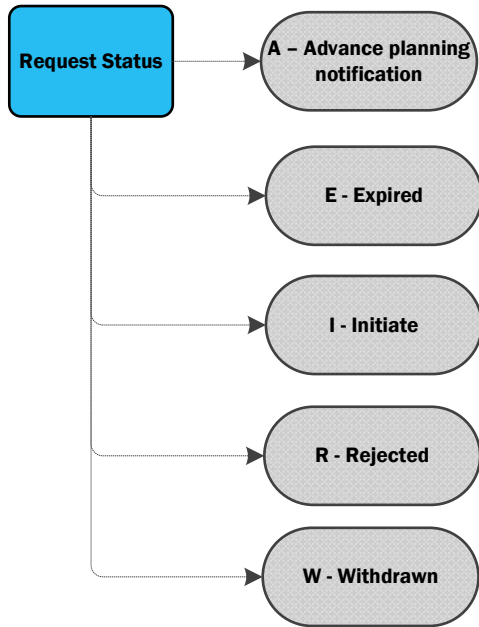 Request Status
A – Advance planning
notification
E - Expired
I - Initiate
R - Rejected
W - Withdrawn